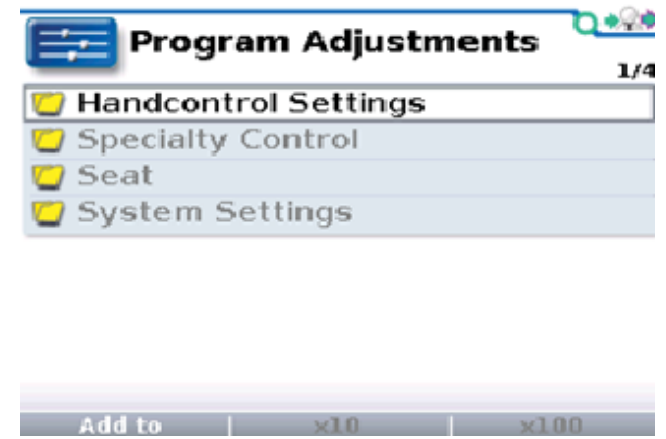 Program Adjustments
1/4
Handcontrol Settings
Specialty Control
Seat
System Settings
Add to | x10 | x100